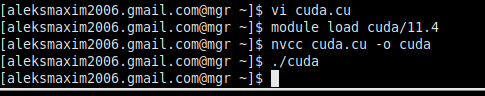 [aleksmaxim2006.gmail.com@mgr ~]$ vi cuda.cu
[aleksmaxim2006.gmail.com@mgr ~]$ module load cuda/11.4
[aleksmaxim2006.gmail.com@mgr ~]$ nvcc cuda.cu -o cuda
[aleksmaxim2006.gmail.com@mgr ~]$ ./cuda
[aleksmaxim2006.gmail.com@mgr ~]$